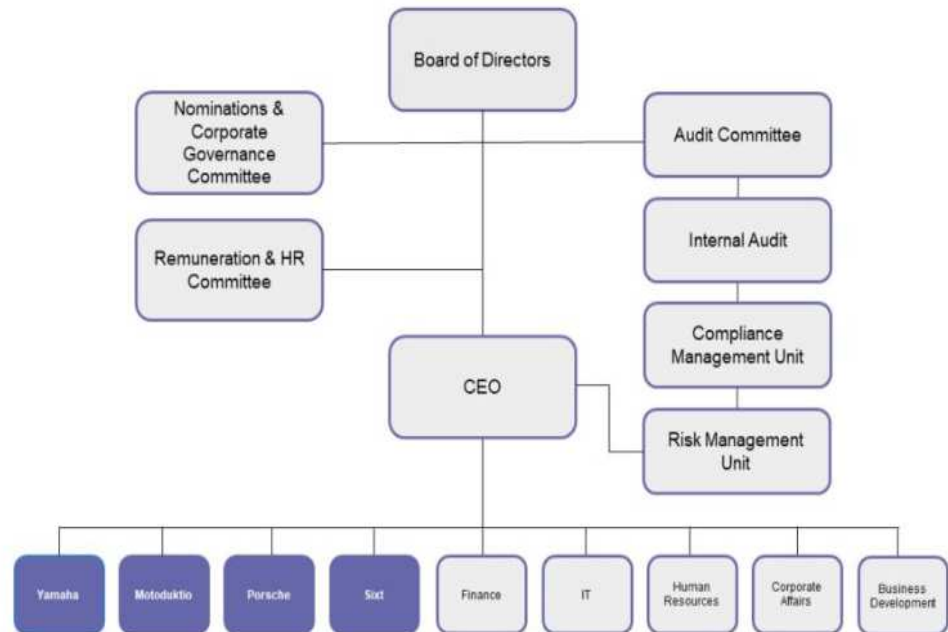 Board of Directors
Nominations &
Corporate
Governance
Committee
Audit Committee
Remuneration & HR
Committee
Internal Audit
Compliance
Management Unit
CEO
Risk Management
Unit
Yamaha
Motoduktio
Porsche
Sixt
Finance
IT
Human
Resources
Corporate
Affairs
Business
Development